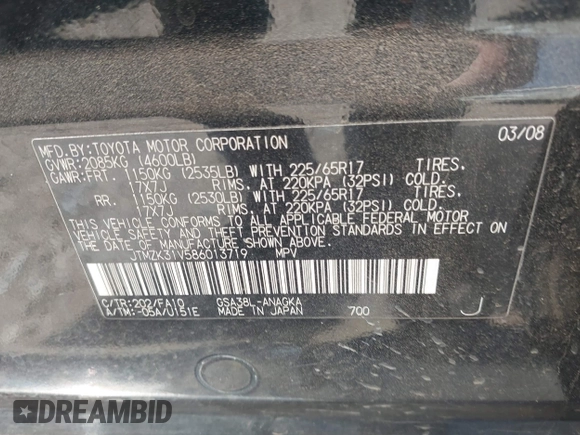 MFD.BY:TOYOTA MOTOR CORPORATION 03/08
GVWR:2085KG (4600LB)
GAWR:FRT. 1150KG (2535LB) WITH 225/65R17 TIRES.
17X7J RIMS. AT 220KPA (32PSI) COLD.
RR. 1150KG (2530LB) WITH 225/65R17 TIRES.
17X7J RIMS. AT 220KPA (32PSI) COLD.
THIS VEHICLE CONFORMS TO ALL APPLICABLE FEDERAL MOTOR
VEHICLE SAFETY AND THEFT PREVENTION STANDARDS IN EFFECT ON
THE DATE OF MANUFACTURE SHOWN ABOVE.
JTMZK31V586013719 MPV
C/TR:202/FA10 GSA38L-ANAGKA J
A/TM:-05A/U151E MADE IN JAPAN 700
DREAMBID